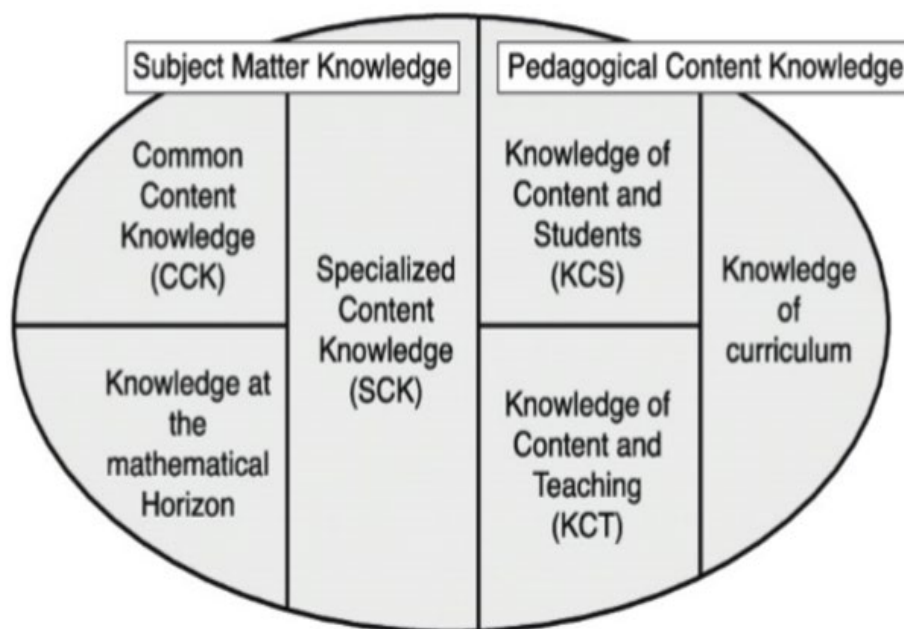 Subject Matter Knowledge
Pedagogical Content Knowledge
Common
Content
Knowledge
(CCK)
Knowledge at
the
mathematical
Horizon
Specialized
Content
Knowledge
(SCK)
Knowledge of
Content and
Students
(KCS)
Knowledge of
Content and
Teaching
(KCT)
Knowledge
of
curriculum